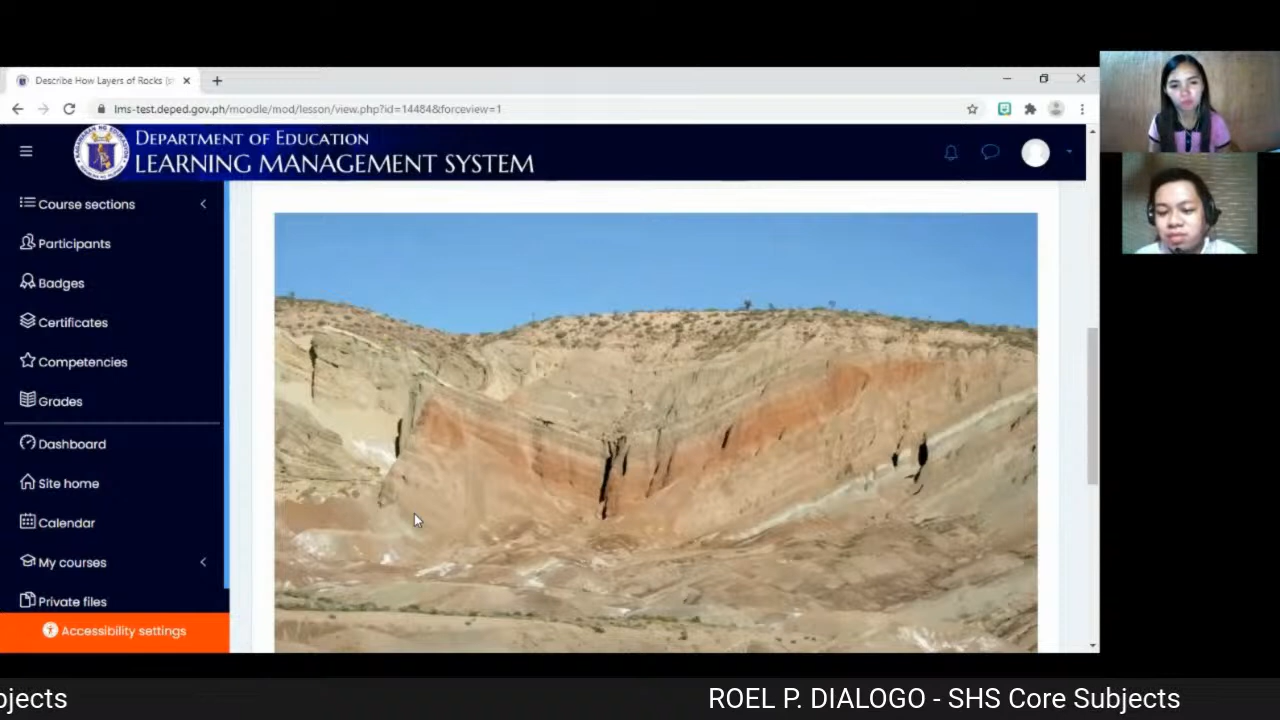 Describe How Layers of Rocks (s
lms-test.deped.gov.ph/moodle/mod/lesson/view.php?id=14484&forceview=1
DEPARTMENT OF EDUCATION
LEARNING MANAGEMENT SYSTEM
Course sections
Participants
Badges
Certificates
Competencies
Grades
Dashboard
Site home
Calendar
My courses
Private files
Accessibility settings
bjects
ROEL P. DIALOGO - SHS Core Subjects